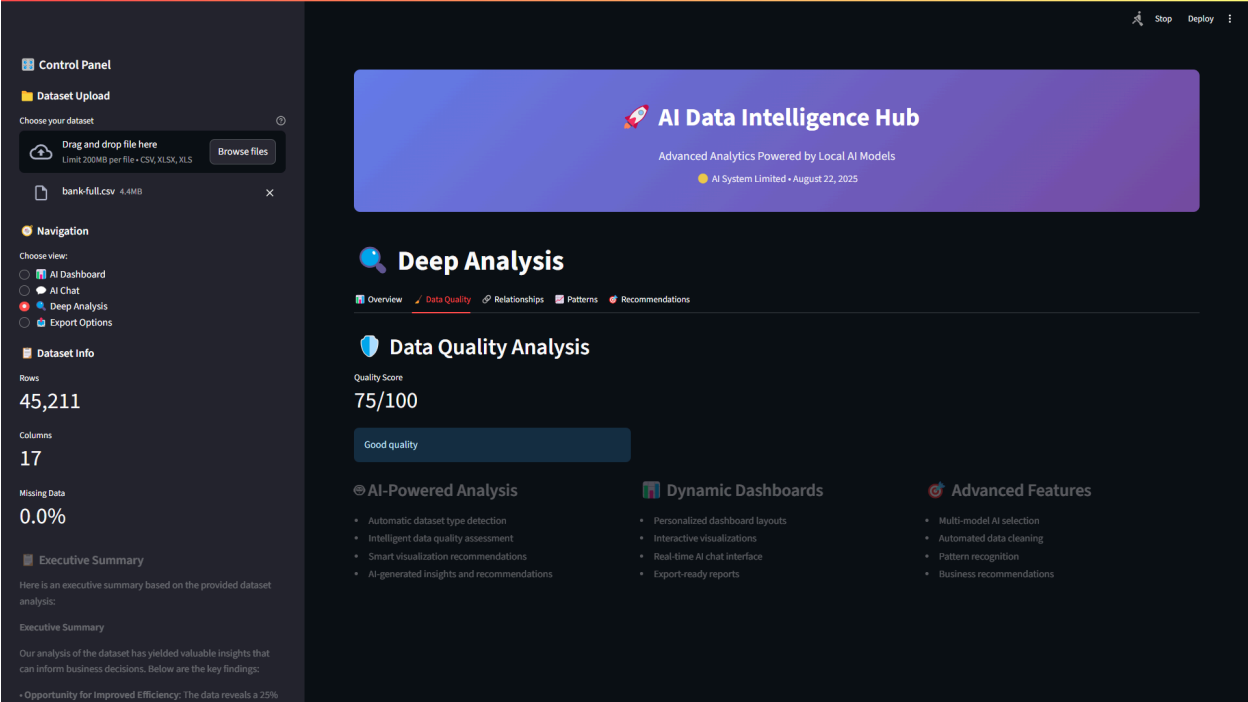 Stop
Deploy
Control Panel
Dataset Upload
Choose your dataset
Drag and drop file here
Limit 200MB per file • CSV, XLSX, XLS
Browse files
bank-full.csv 4.4MB
Navigation
Choose view:
AI Dashboard
AI Chat
Deep Analysis
Export Options
Dataset Info
Rows
45,211
Columns
17
Missing Data
0.0%
Executive Summary
Here is an executive summary based on the provided dataset
analysis:
Executive Summary
Our analysis of the dataset has yielded valuable insights that
can inform business decisions. Below are the key findings:
• Opportunity for Improved Efficiency: The data reveals a 25%
AI Data Intelligence Hub
Advanced Analytics Powered by Local AI Models
AI System Limited • August 22, 2025
Deep Analysis
Overview
Data Quality
Relationships
Patterns
Recommendations
Data Quality Analysis
Quality Score
75/100
Good quality
AI-Powered Analysis
• Automatic dataset type detection
• Intelligent data quality assessment
• Smart visualization recommendations
• AI-generated insights and recommendations
Dynamic Dashboards
• Personalized dashboard layouts
• Interactive visualizations
• Real-time AI chat interface
• Export-ready reports
Advanced Features
• Multi-model AI selection
• Automated data cleaning
• Pattern recognition
• Business recommendations